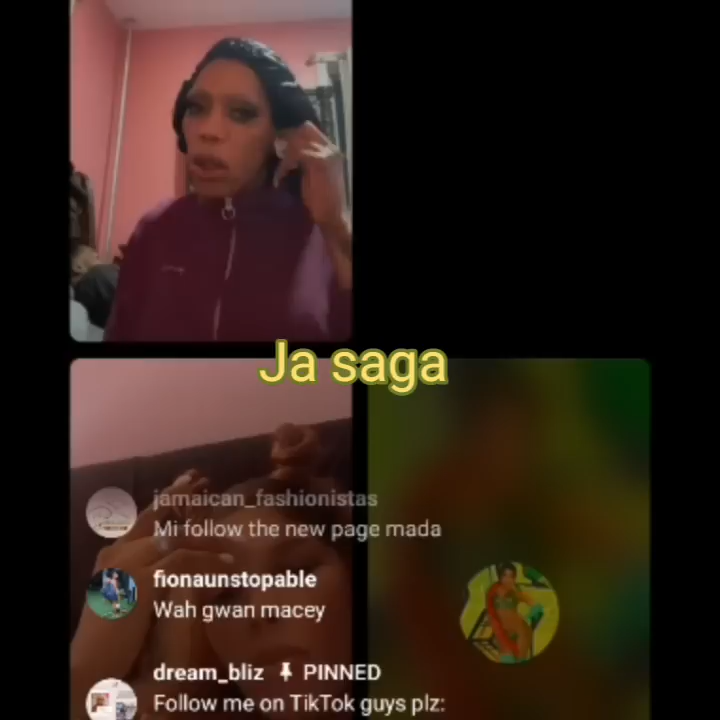 Ja saga
jamaican_fashionistas
Mi follow the new page mada
fionaunstopable
Wah gwan macey
dream_bliz PINNED
Follow me on TikTok guys plz: